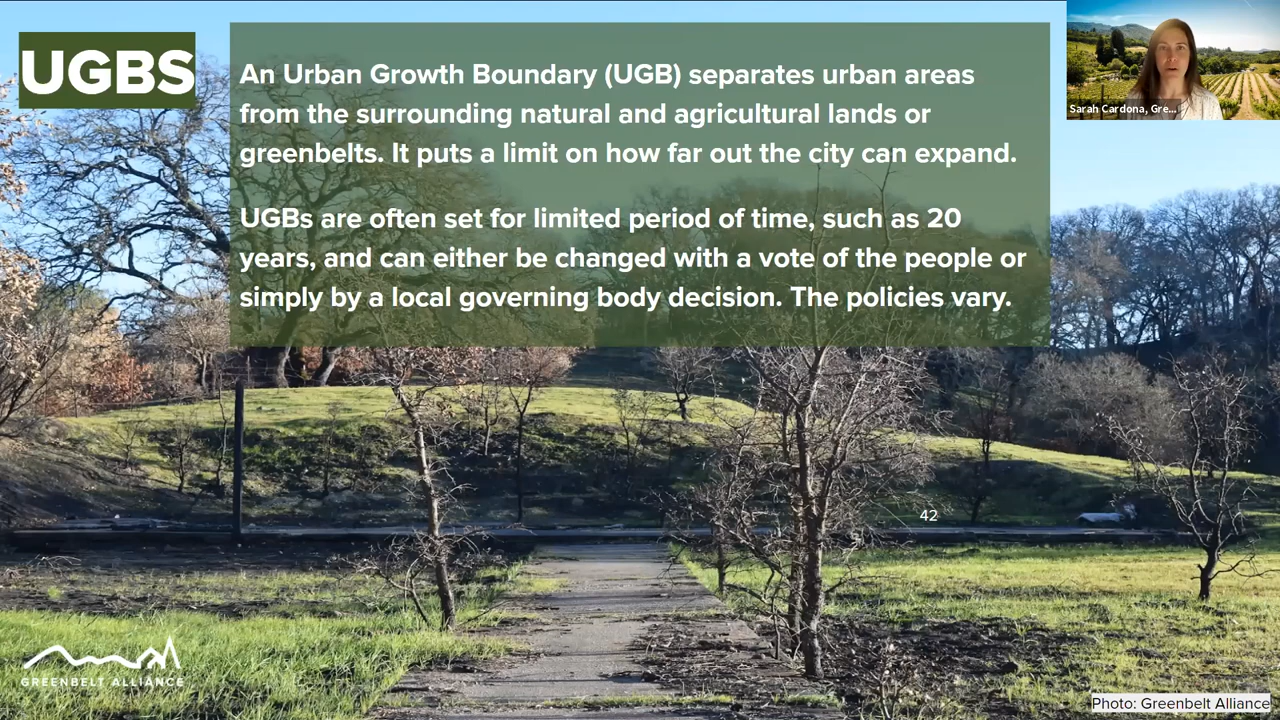 UGBS
An Urban Growth Boundary (UGB) separates urban areas
from the surrounding natural and agricultural lands or
greenbelts. It puts a limit on how far out the city can expand.
UGBs are often set for limited period of time, such as 20
years, and can either be changed with a vote of the people or
simply by a local governing body decision. The policies vary.
Sarah Cardona, Gre...
42
GREENBELT ALLIANCE
Photo: Greenbelt Alliance